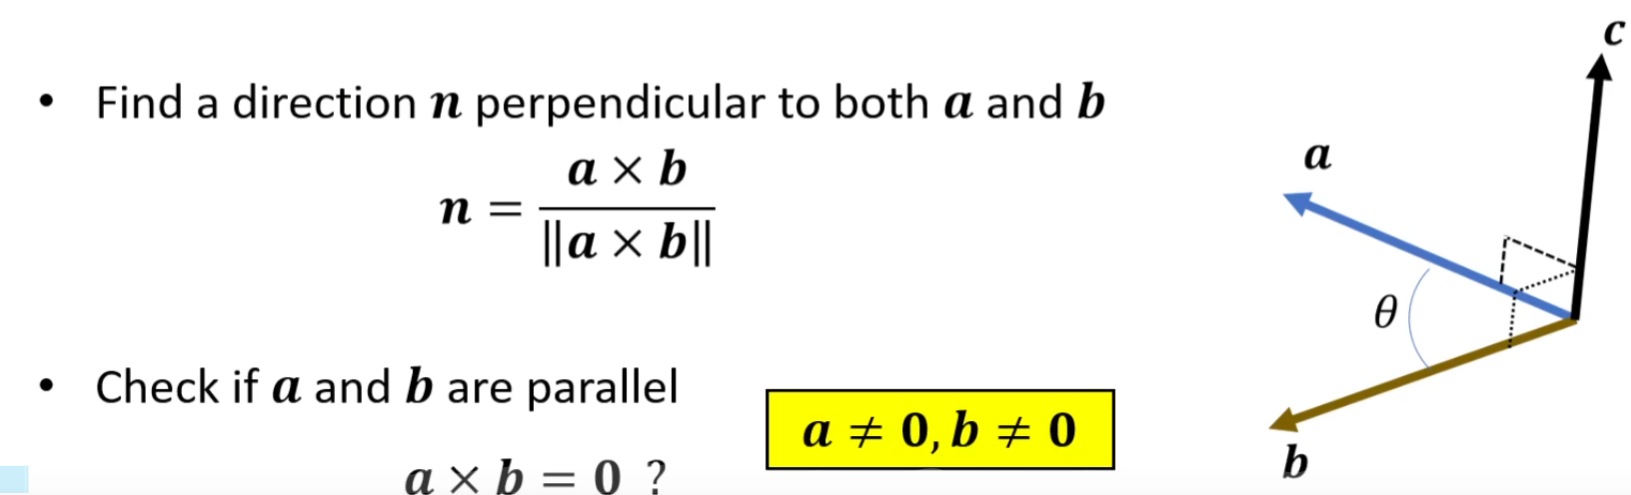 • Find a direction n perpendicular to both a and b
n = a × b / ||a × b||
• Check if a and b are parallel
a ≠ 0, b ≠ 0
a × b = 0 ?
c
a
θ
b